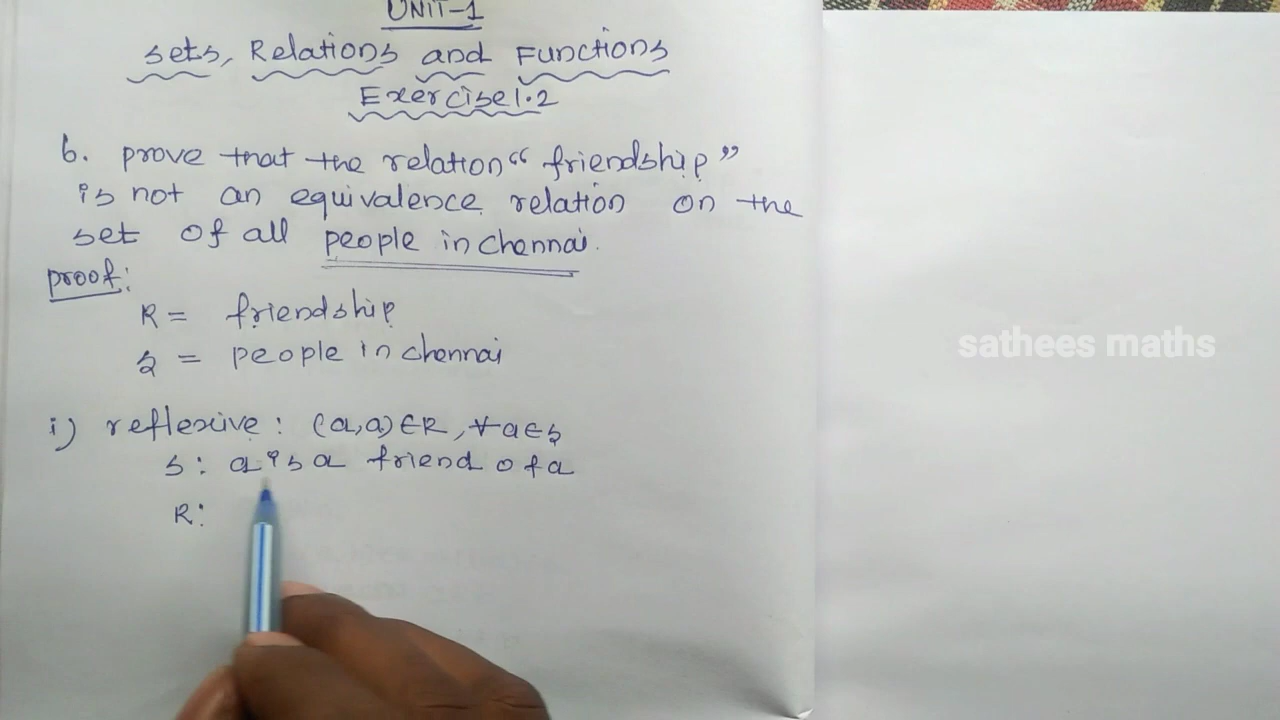 UNIT-1
Sets, Relations and Functions
Exercise 1.2
6. prove that the relation "friendship"
is not an equivalence relation on the
set of all people in chennai.
proof:
R = friendship
S = people in chennai
i) reflexive: (a,a)∈R, ∀a∈S
S: a is a friend of a
R:
sathees maths